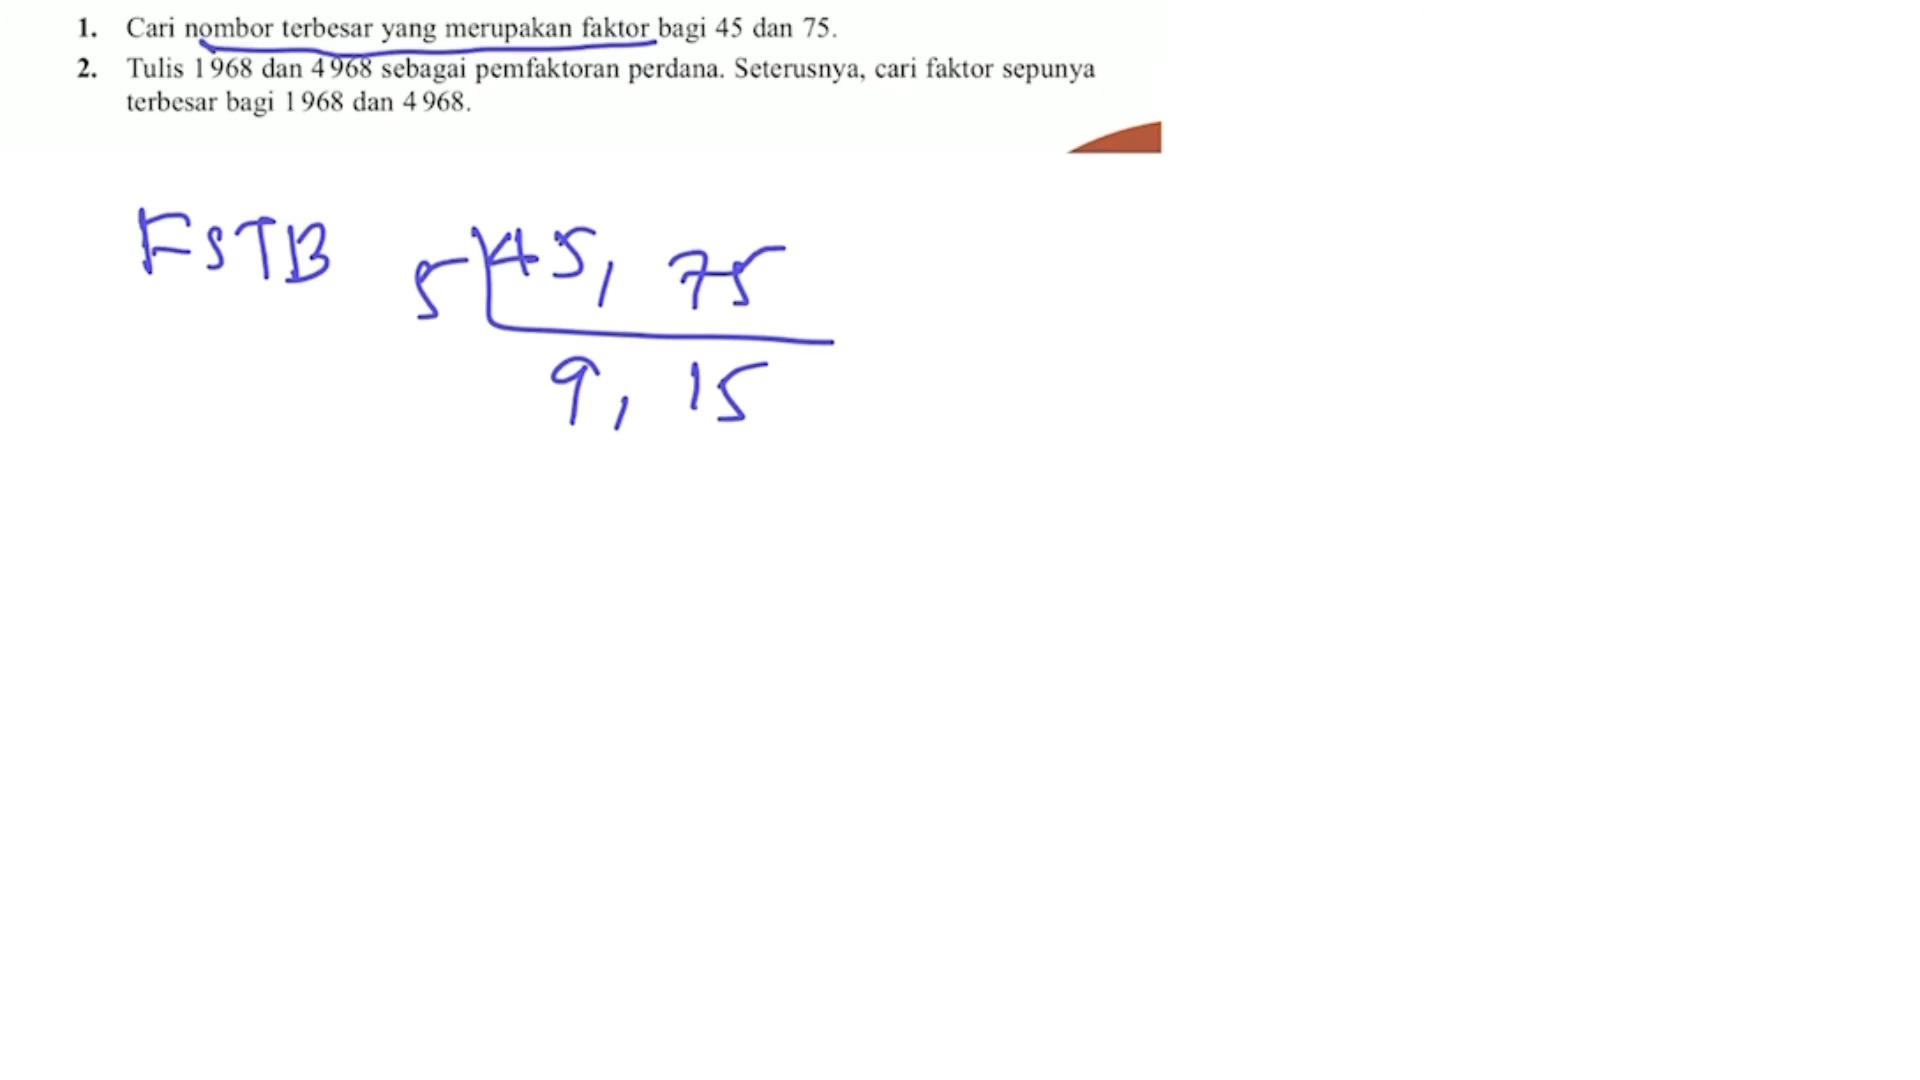 1. Cari nombor terbesar yang merupakan faktor bagi 45 dan 75.
2. Tulis 1 968 dan 4 968 sebagai pemfaktoran perdana. Seterusnya, cari faktor sepunya
terbesar bagi 1 968 dan 4 968.
FSTB
5 45, 75
9, 15